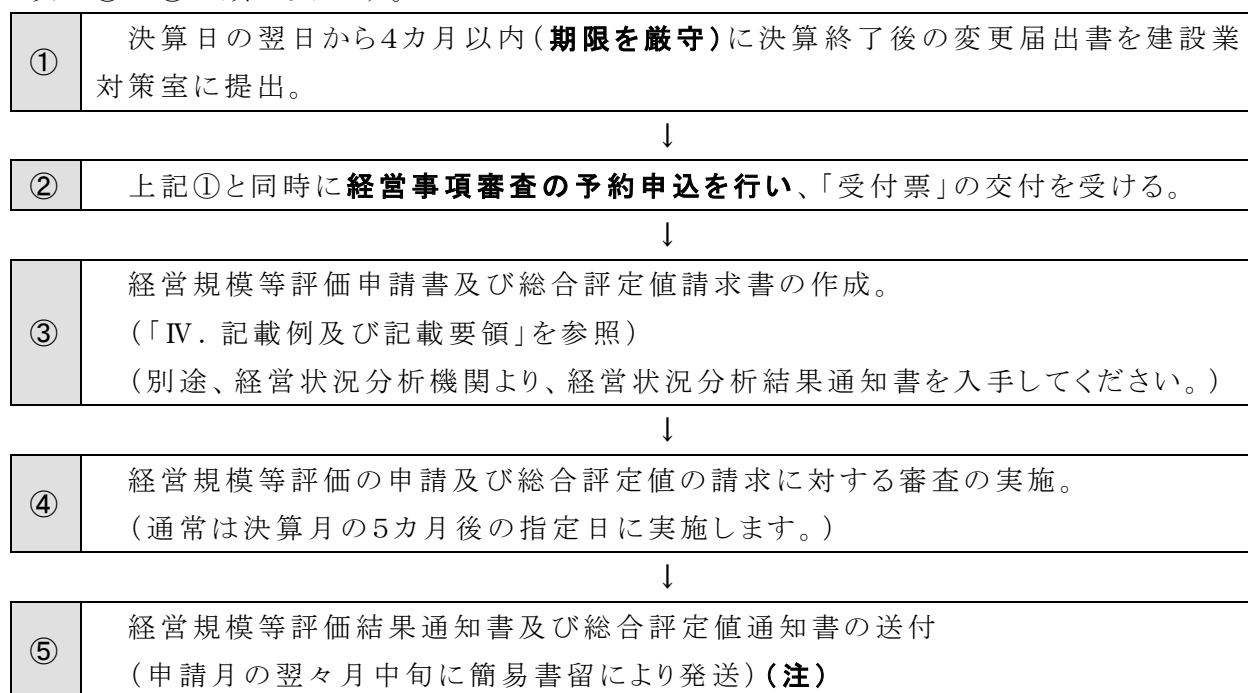 ①
決算日の翌日から4カ月以内(期限を厳守)に決算終了後の変更届出書を建設業
対策室に提出。
↓
②
上記①と同時に経営事項審査の予約申込を行い、「受付票」の交付を受ける。
↓
③
経営規模等評価申請書及び総合評定値請求書の作成。
(「Ⅳ. 記載例及び記載要領」を参照)
(別途、経営状況分析機関より、経営状況分析結果通知書を入手してください。)
↓
④
経営規模等評価の申請及び総合評定値の請求に対する審査の実施。
(通常は決算月の5カ月後の指定日に実施します。)
↓
⑤
経営規模等評価結果通知書及び総合評定値通知書の送付
(申請月の翌々月中旬に簡易書留により発送)(注)